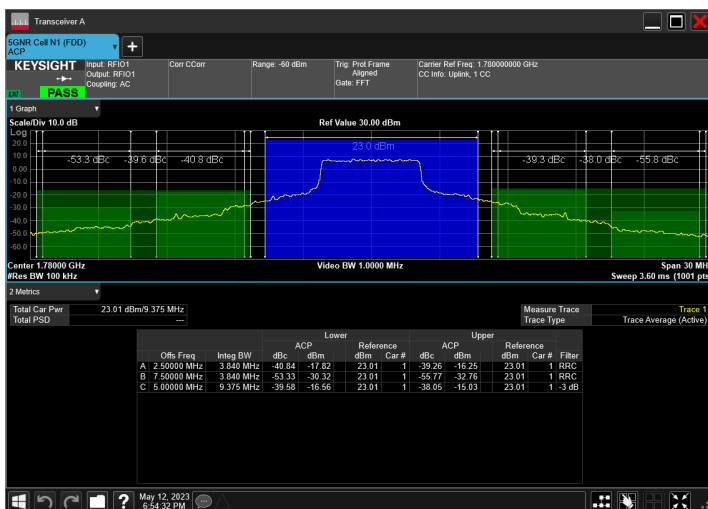 Transceiver A
5GNR Cell N1 (FDD)
ACP
KEYSIGHT
PASS
Input: RFIO1
Output: RFIO1
Coupling: AC
Corr CCorr
Range: -60 dBm
Trig: Prot Frame
Aligned
Gate: FFT
Carrier Ref Freq: 1.780000000 GHz
CC Info: Uplink, 1 CC
1 Graph
Scale/Div 10.0 dB
Ref Value 30.00 dBm
Log
20.0
10.0
0.00
-10.0
-20.0
-30.0
-40.0
-50.0
-60.0
-53.3 dBc
-39.6 dBc
-40.8 dBc
23.0 dBm
-39.3 dBc
-38.0 dBc
-55.8 dBc
Center 1.78000 GHz
Video BW 1.0000 MHz
Span 30 MH
#Res BW 100 kHz
Sweep 3.60 ms (1001 pts
2 Metrics
Total Car Pwr 23.01 dBm/9.375 MHz
Total PSD ---
Measure Trace Trace 1
Trace Type Trace Average (Active)
Lower Upper
ACP Reference ACP Reference
Offs Freq Integ BW dBc dBm dBm Car # dBc dBm dBm Car # Filter
A 2.50000 MHz 3.840 MHz -40.84 -17.82 23.01 1 -39.26 -16.25 23.01 1 RRC
B 7.50000 MHz 3.840 MHz -53.33 -30.32 23.01 1 -55.77 -32.76 23.01 1 RRC
C 5.00000 MHz 9.375 MHz -39.58 -16.56 23.01 1 -38.05 -15.03 23.01 1 -3 dB
May 12, 2023
6:54:32 PM